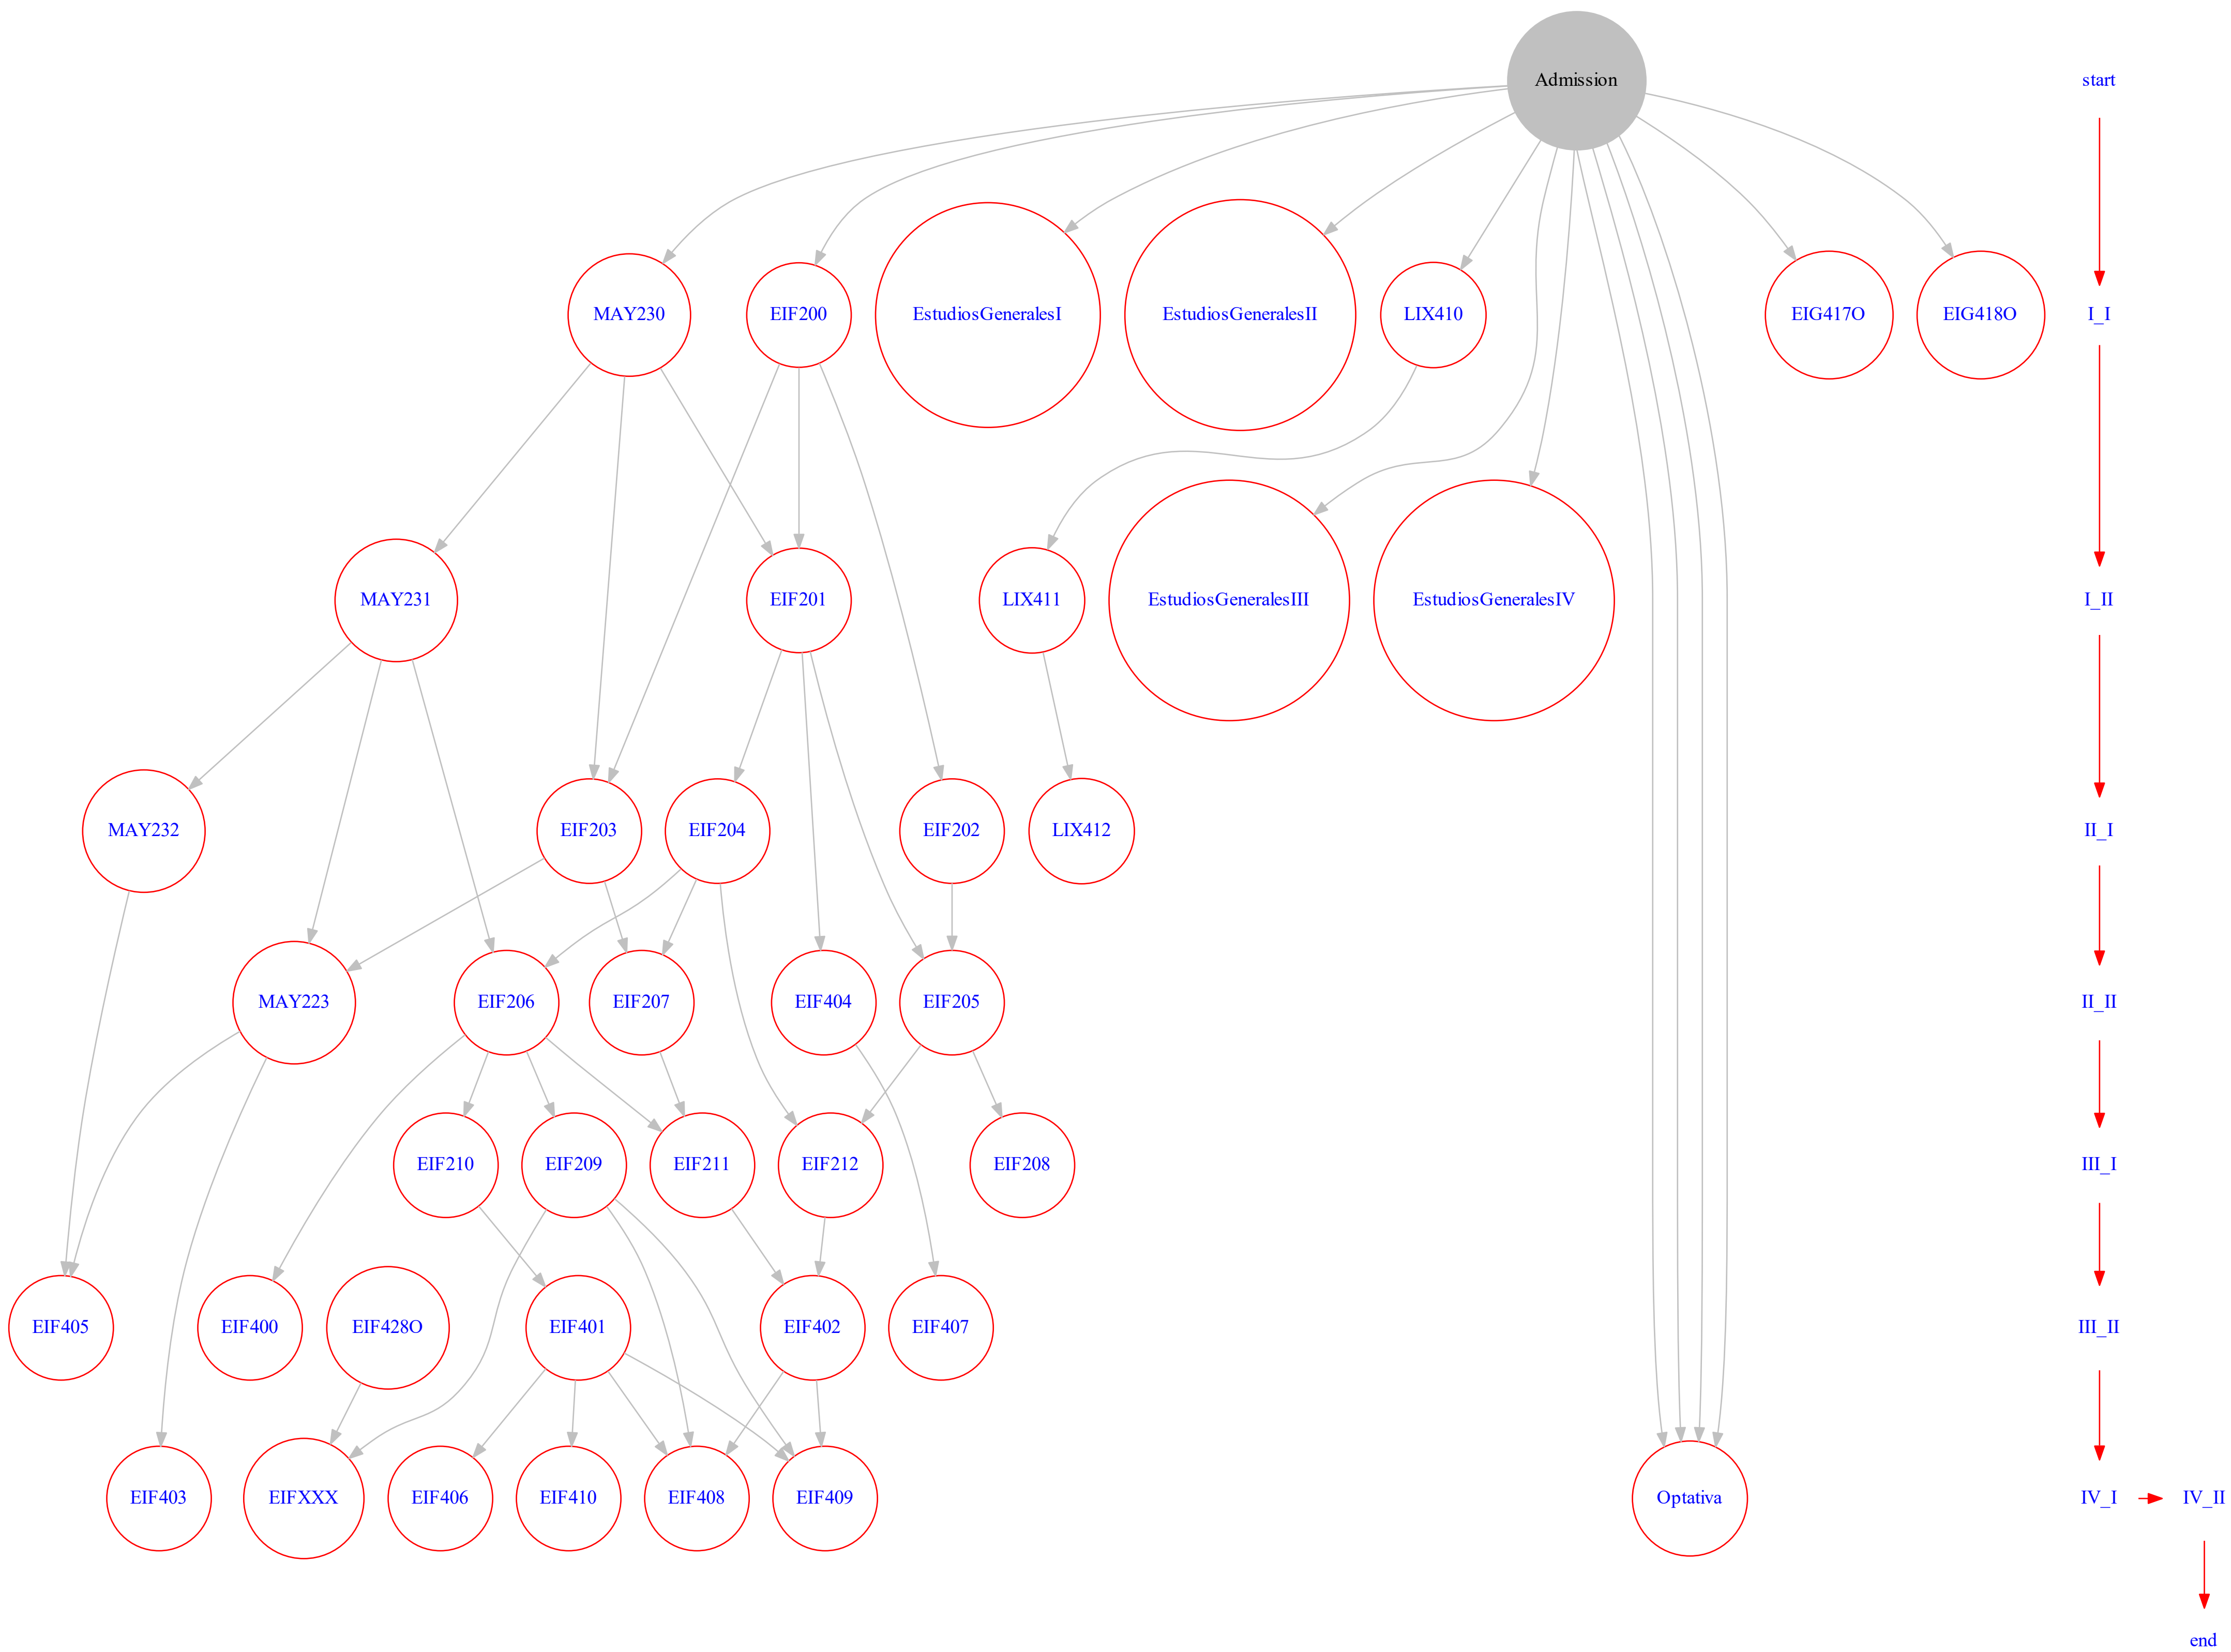 Admission
start
MAY230
EIF200
EstudiosGeneralesI
EstudiosGeneralesII
LIX410
EIG417O
EIG418O
I_I
MAY231
EIF201
LIX411
EstudiosGeneralesIII
EstudiosGeneralesIV
I_II
MAY232
EIF203
EIF204
EIF202
LIX412
II_I
MAY223
EIF206
EIF207
EIF404
EIF205
II_II
EIF210
EIF209
EIF211
EIF212
EIF208
III_I
EIF405
EIF400
EIF428O
EIF401
EIF402
EIF407
III_II
EIF403
EIFXXX
EIF406
EIF410
EIF408
EIF409
Optativa
IV_I
IV_II
end